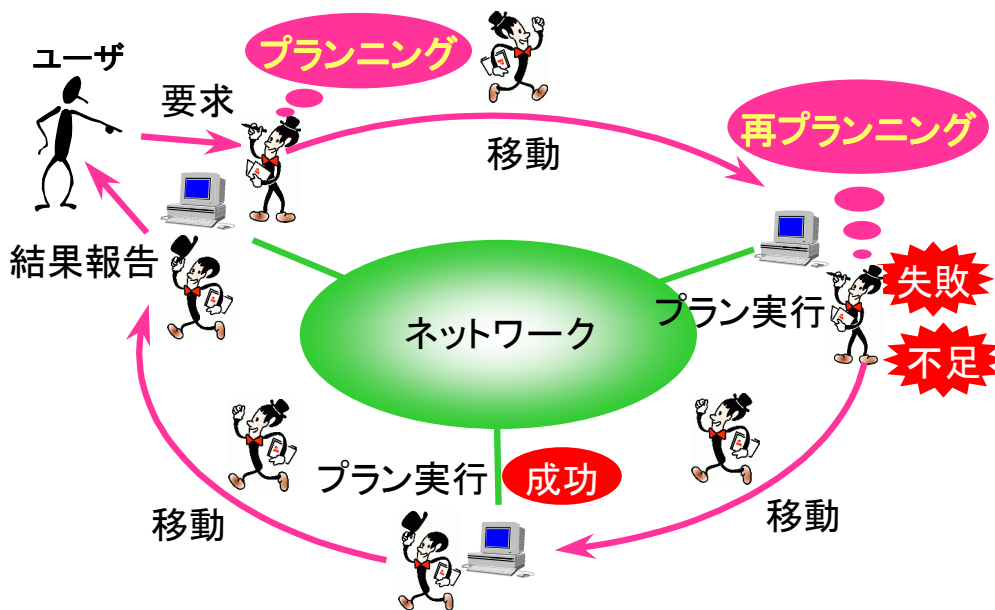 ユーザ
プランニング
要求
移動
再プランニング
結果報告
ネットワーク
プラン実行
失敗
不足
プラン実行
成功
移動
移動